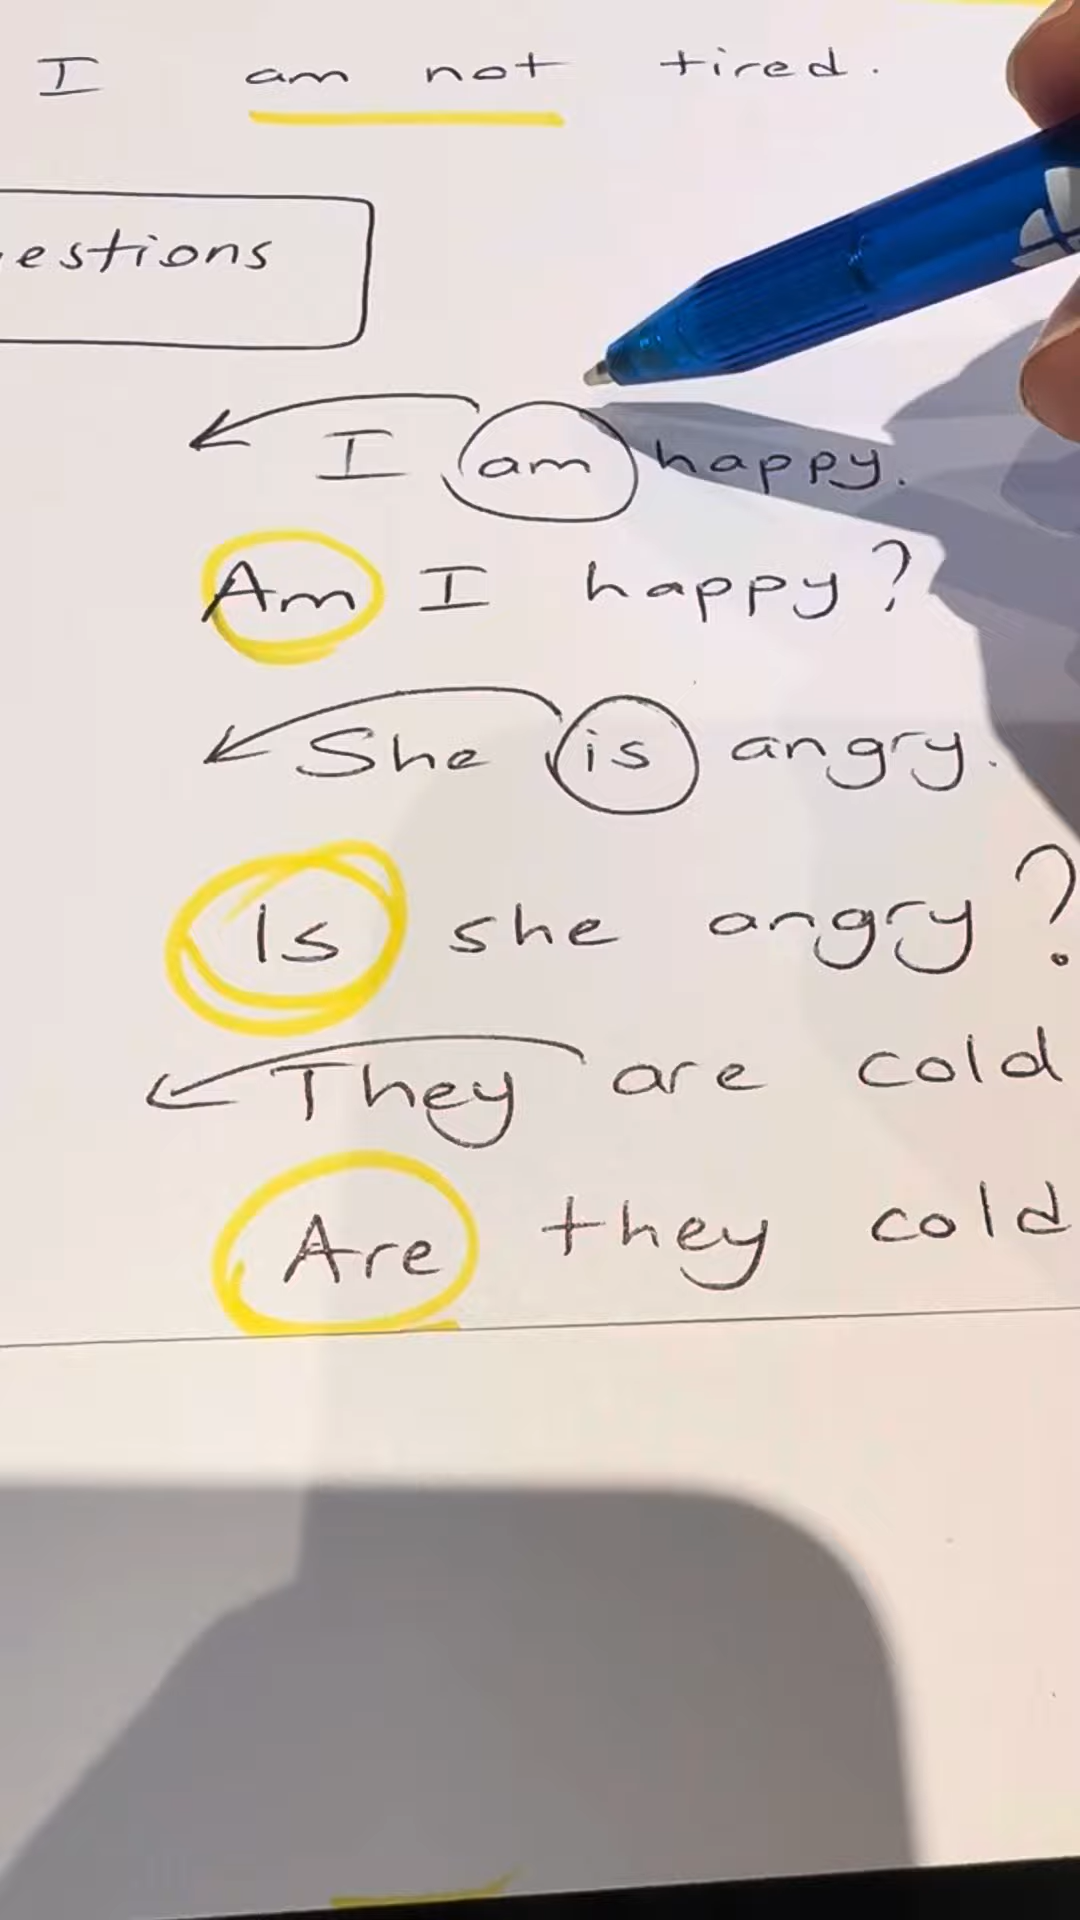 I am not tired.
estions
I am happy.
Am I happy?
She is angry.
Is she angry?
They are cold
Are they cold